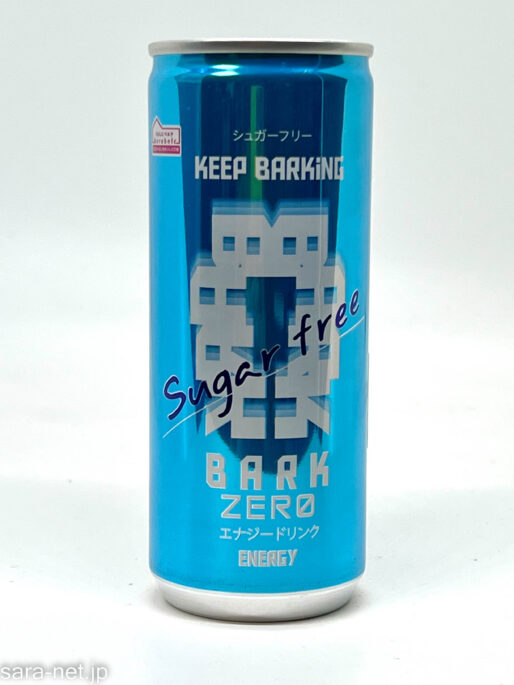 シュガーフリー
KEEP BARKiNG
Sugar free
BARK
ZERO
エナジードリンク
ENERGY
sara-net.jp